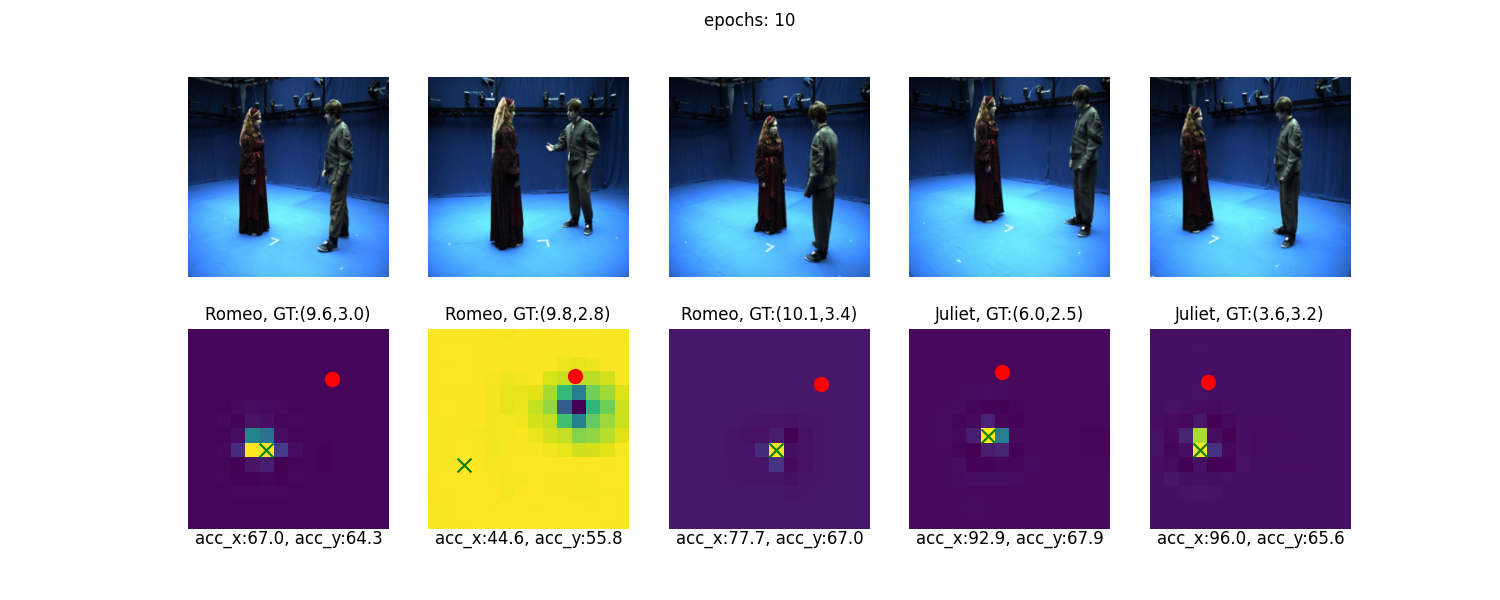 epochs: 10
Romeo, GT:(9.6,3.0)
Romeo, GT:(9.8,2.8)
Romeo, GT:(10.1,3.4)
Juliet, GT:(6.0,2.5)
Juliet, GT:(3.6,3.2)
acc_x:67.0, acc_y:64.3
acc_x:44.6, acc_y:55.8
acc_x:77.7, acc_y:67.0
acc_x:92.9, acc_y:67.9
acc_x:96.0, acc_y:65.6